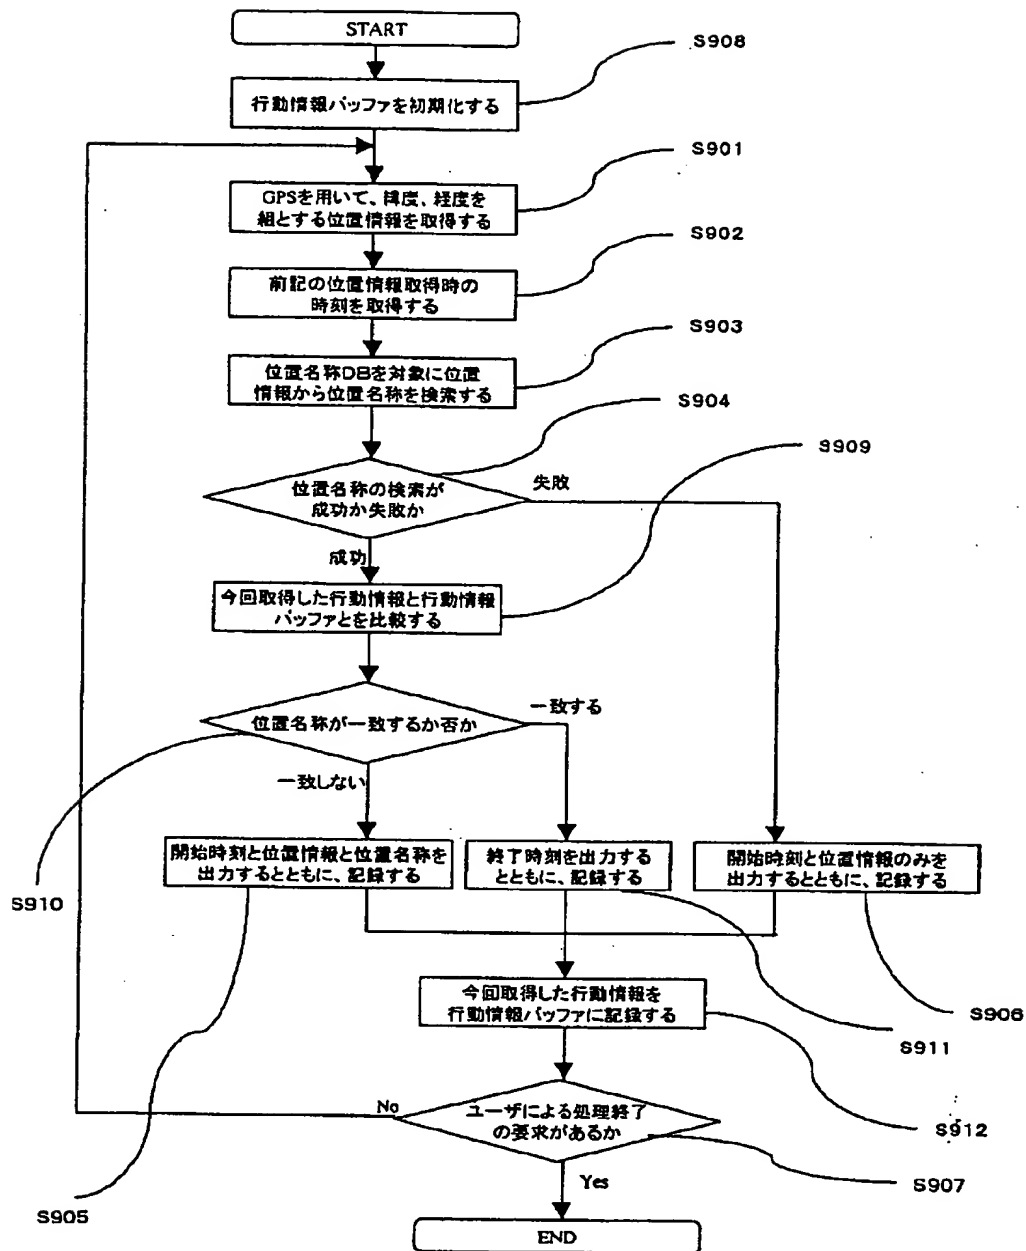 START
S908
行動情報バッファを初期化する
S901
GPSを用いて、緯度、経度を
組とする位置情報を取得する
S902
前記の位置情報取得時の
時刻を取得する
S903
位置名称DBを対象に位置
情報から位置名称を検索する
S904
S909
位置名称の検索が
成功か失敗か
失敗
成功
今回取得した行動情報と行動情報
バッファとを比較する
位置名称が一致するか否か
一致する
一致しない
開始時刻と位置情報と位置名称を
出力するとともに、記録する
終了時刻を出力する
とともに、記録する
開始時刻と位置情報のみを
出力するとともに、記録する
S910
今回取得した行動情報を
行動情報バッファに記録する
S906
S911
No
ユーザによる処理終了
の要求があるか
S912
Yes
S907
S905
END